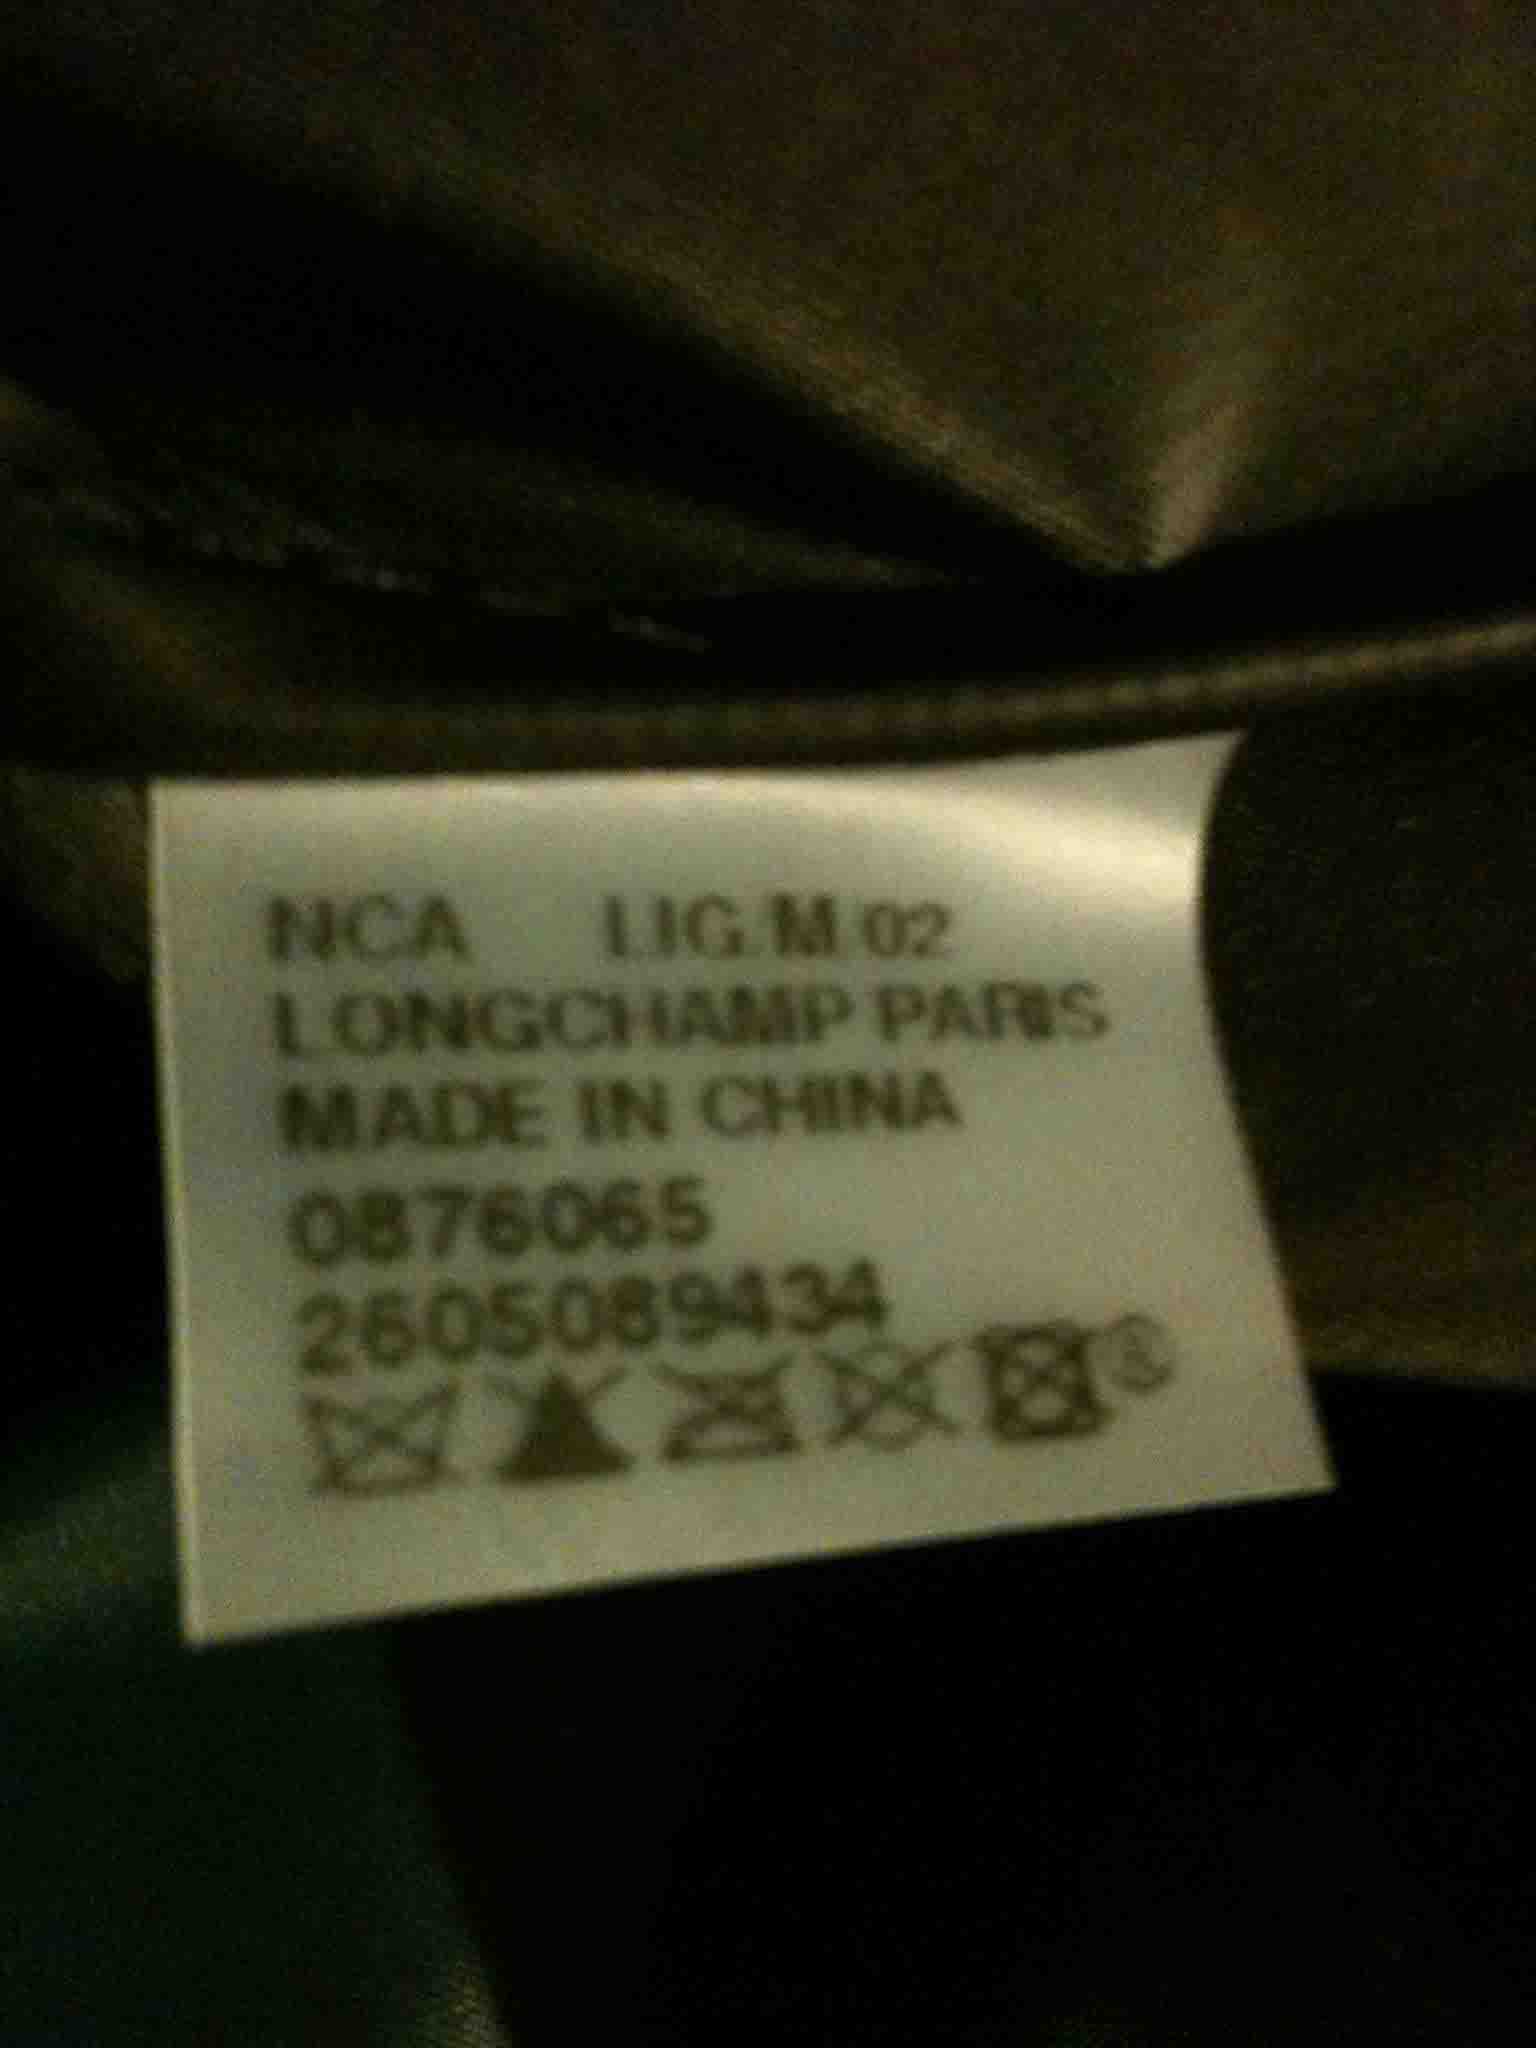 NCA LIG M 02
LONGCHAMP PARIS
MADE IN CHINA
0876065
2605089434